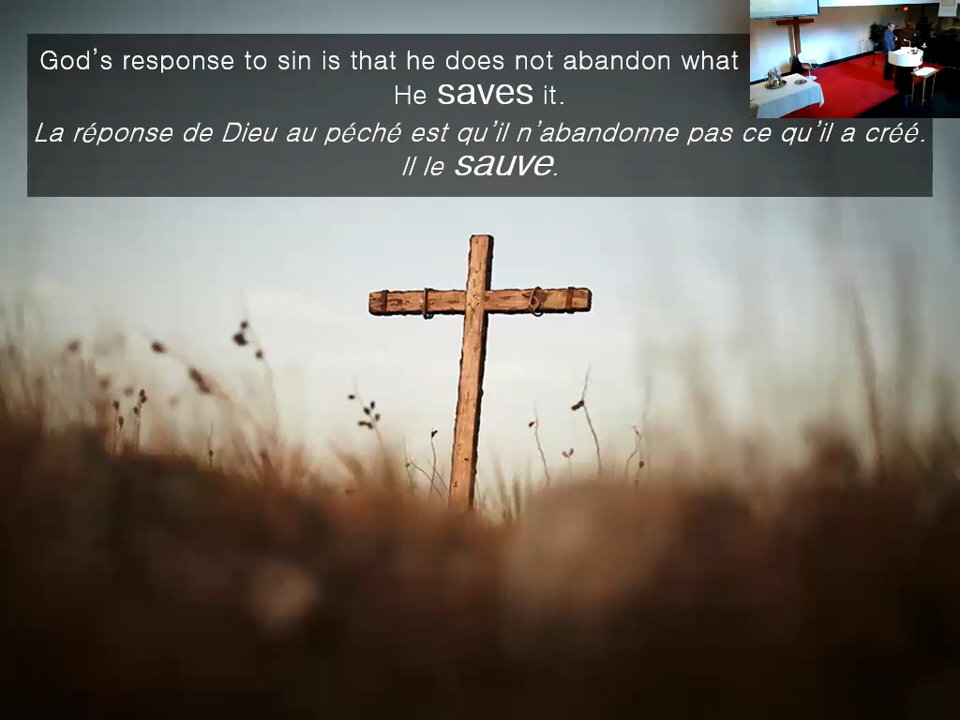 God's response to sin is that he does not abandon what
He saves it.
La réponse de Dieu au péché est qu'il n'abandonne pas ce qu'il a créé.
Il le sauve.